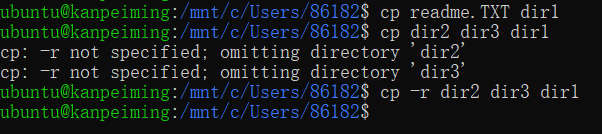 ubuntu@kanpeiming:/mnt/c/Users/86182$ cp readme.TXT dir1
ubuntu@kanpeiming:/mnt/c/Users/86182$ cp dir2 dir3 dir1
cp: -r not specified; omitting directory 'dir2'
cp: -r not specified; omitting directory 'dir3'
ubuntu@kanpeiming:/mnt/c/Users/86182$ cp -r dir2 dir3 dir1
ubuntu@kanpeiming:/mnt/c/Users/86182$